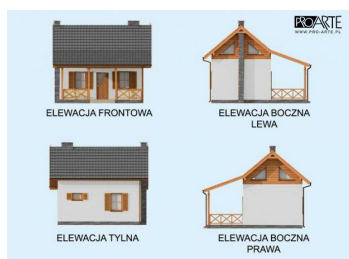 PROARTE
WWW.PRO-ARTE.PL
ELEWACJA FRONTOWA
ELEWACJA BOCZNA
LEWA
ELEWACJA TYLNA
ELEWACJA BOCZNA
PRAWA